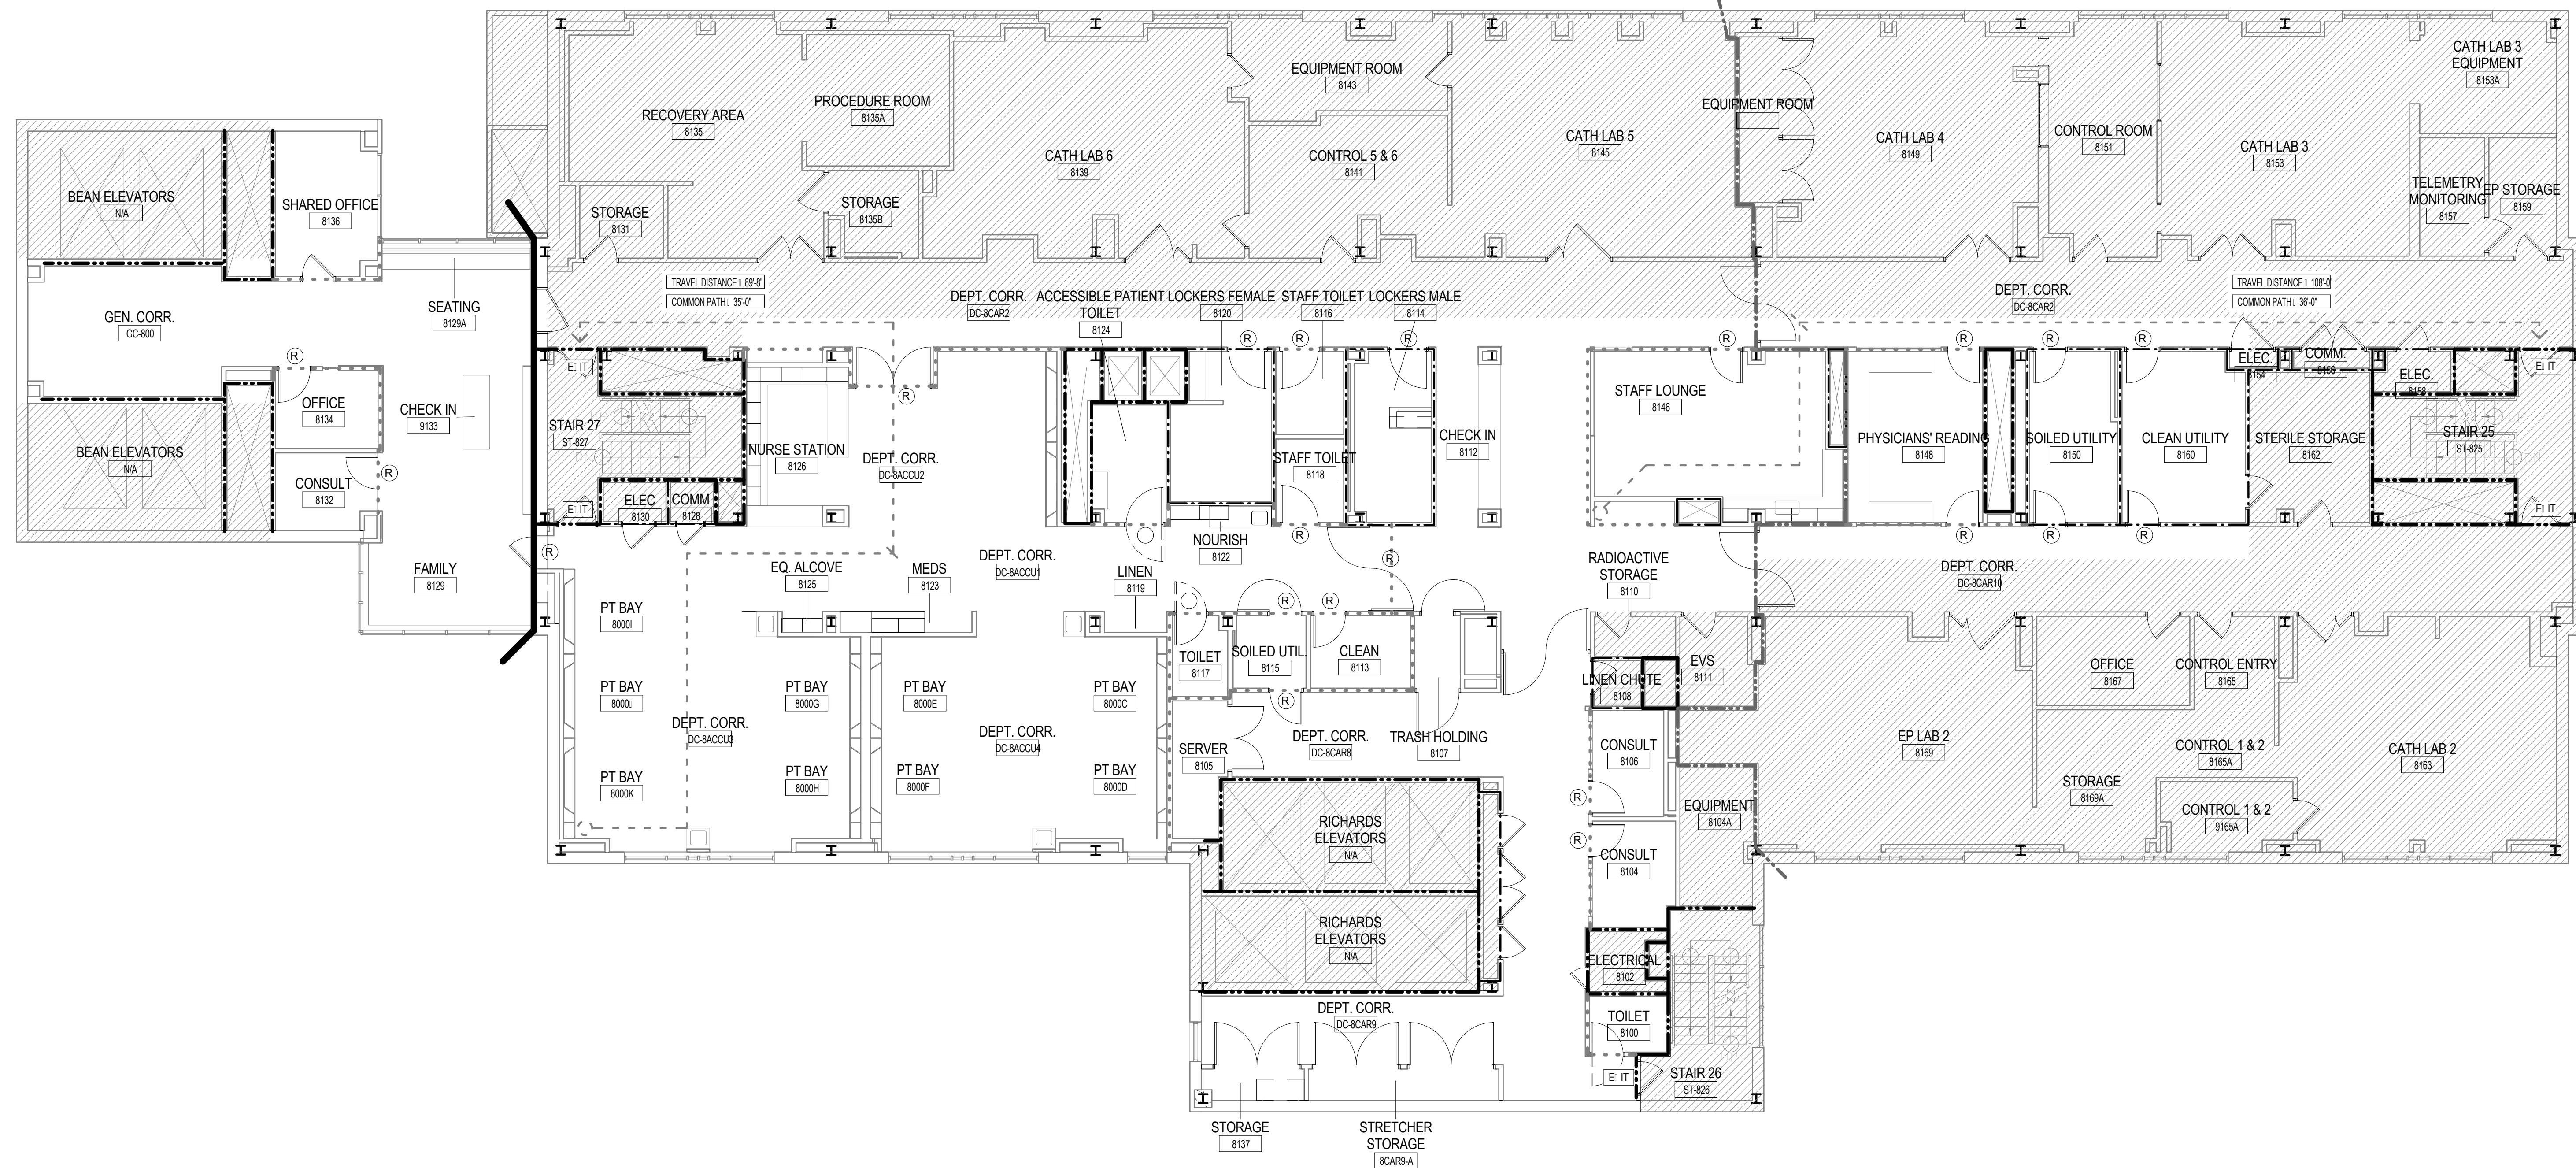 CATH LAB 3
EQUIPMENT
8153A
EQUIPMENT ROOM
8143
RECOVERY AREA
8135
PROCEDURE ROOM
8135A
EQUIPMENT ROOM
CATH LAB 5
8145
CATH LAB 4
8149
CONTROL ROOM
8151
CATH LAB 3
8153
CATH LAB 6
8139
CONTROL 5 & 6
8141
BEAN ELEVATORS
N/A
SHARED OFFICE
8136
STORAGE
8131
STORAGE
8135B
TELEMETRY
MONITORING
8157
EP STORAGE
8159
TRAVEL DISTANCE 89'-8"
COMMON PATH 35'-0"
TRAVEL DISTANCE 108'-0"
COMMON PATH 36'-0"
GEN. CORR.
GC-800
SEATING
8129A
DEPT. CORR.
DC-8CAR2
ACCESSIBLE PATIENT
TOILET
8124
LOCKERS FEMALE
8120
STAFF TOILET
8116
LOCKERS MALE
8114
DEPT. CORR.
DC-8CAR2
R
R
R
R
R
R
R
R
R
OFFICE
8134
CHECK IN
9133
STAIR 27
ST-827
NURSE STATION
8126
DEPT. CORR.
DC-8ACCU2
STAFF TOILET
8118
CHECK IN
8112
STAFF LOUNGE
8146
PHYSICIANS' READING
8148
SOILED UTILITY
8150
CLEAN UTILITY
8160
STERILE STORAGE
8162
ELEC.
8154
COMM.
ELEC.
8158
STAIR 25
ST-825
BEAN ELEVATORS
N/A
CONSULT
8132
R
ELEC
8130
COMM
8128
R
R
R
R
R
R
NOURISH
8122
FAMILY
8129
EQ. ALCOVE
8125
MEDS
8123
DEPT. CORR.
DC-8ACCU1
LINEN
8119
RADIOACTIVE
STORAGE
8110
DEPT. CORR.
DC-8CAR10
PT BAY
8000I
R
R
TOILET
8117
SOILED UTIL.
8115
CLEAN
8113
LINEN CHUTE
8108
EVS
8111
OFFICE
8167
CONTROL ENTRY
8165
PT BAY
PT BAY
8000G
PT BAY
8000E
PT BAY
8000C
R
DEPT. CORR.
DC-8ACCU3
DEPT. CORR.
DC-8ACCU4
SERVER
8105
DEPT. CORR.
DC-8CAR8
TRASH HOLDING
8107
CONSULT
8106
EP LAB 2
8169
CONTROL 1 & 2
8165A
CATH LAB 2
8163
PT BAY
8000K
PT BAY
8000H
PT BAY
8000F
PT BAY
8000D
R
EQUIPMENT
8104A
STORAGE
8169A
CONTROL 1 & 2
9165A
RICHARDS
ELEVATORS
N/A
R
CONSULT
8104
RICHARDS
ELEVATORS
N/A
ELECTRICAL
8102
DEPT. CORR.
DC-8CAR9
TOILET
8100
STAIR 26
ST-826
STORAGE
8137
STRETCHER
STORAGE
8CAR9-A